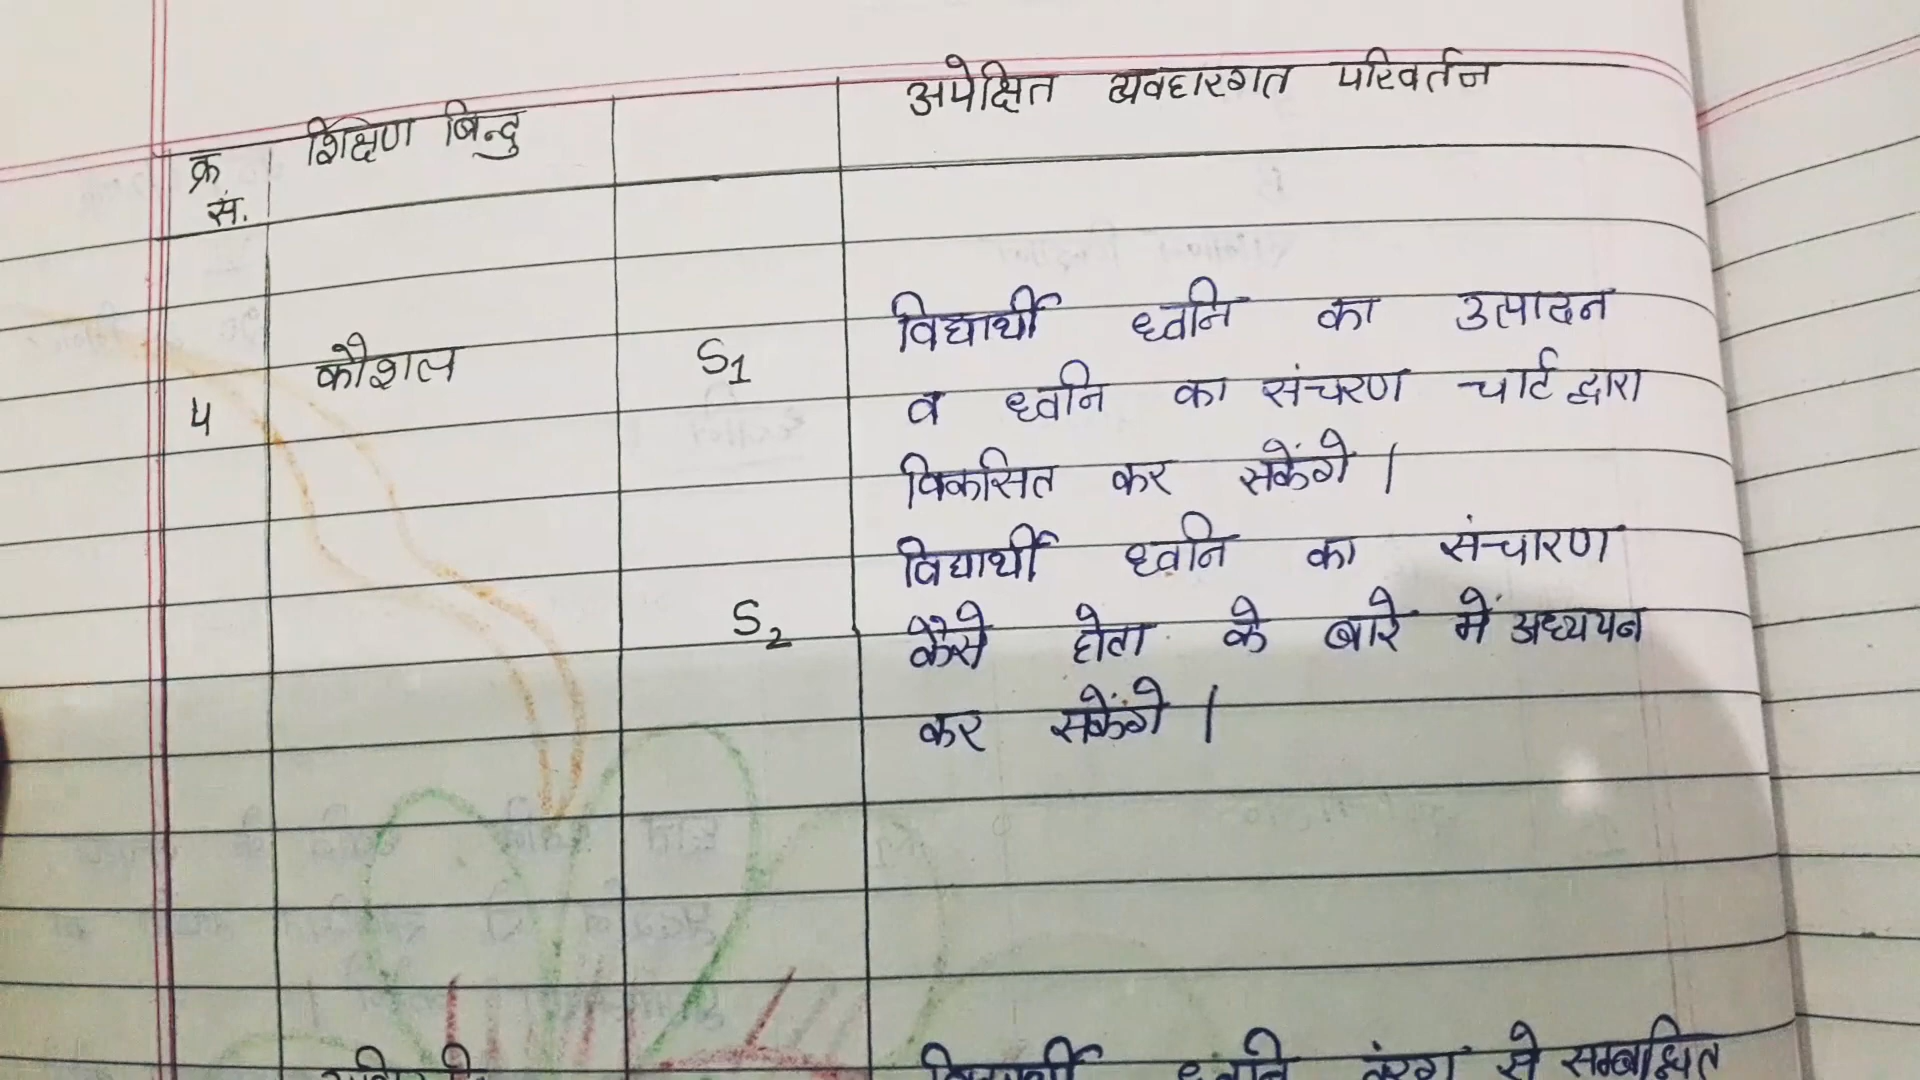 क्र सं. शिक्षण बिन्दु अपेक्षित व्यवहारगत परिवर्तन
4 कौशल S1 विद्यार्थी ध्वनि का उत्पादन
व ध्वनि का संचरण चार्ट द्वारा
विकसित कर सकेंगे |
S2 विद्यार्थी ध्वनि का संचारण
कैसे होता के बारे में अध्ययन
कर सकेंगे |
विद्यार्थी ध्वनि तंरग से सम्बन्धित